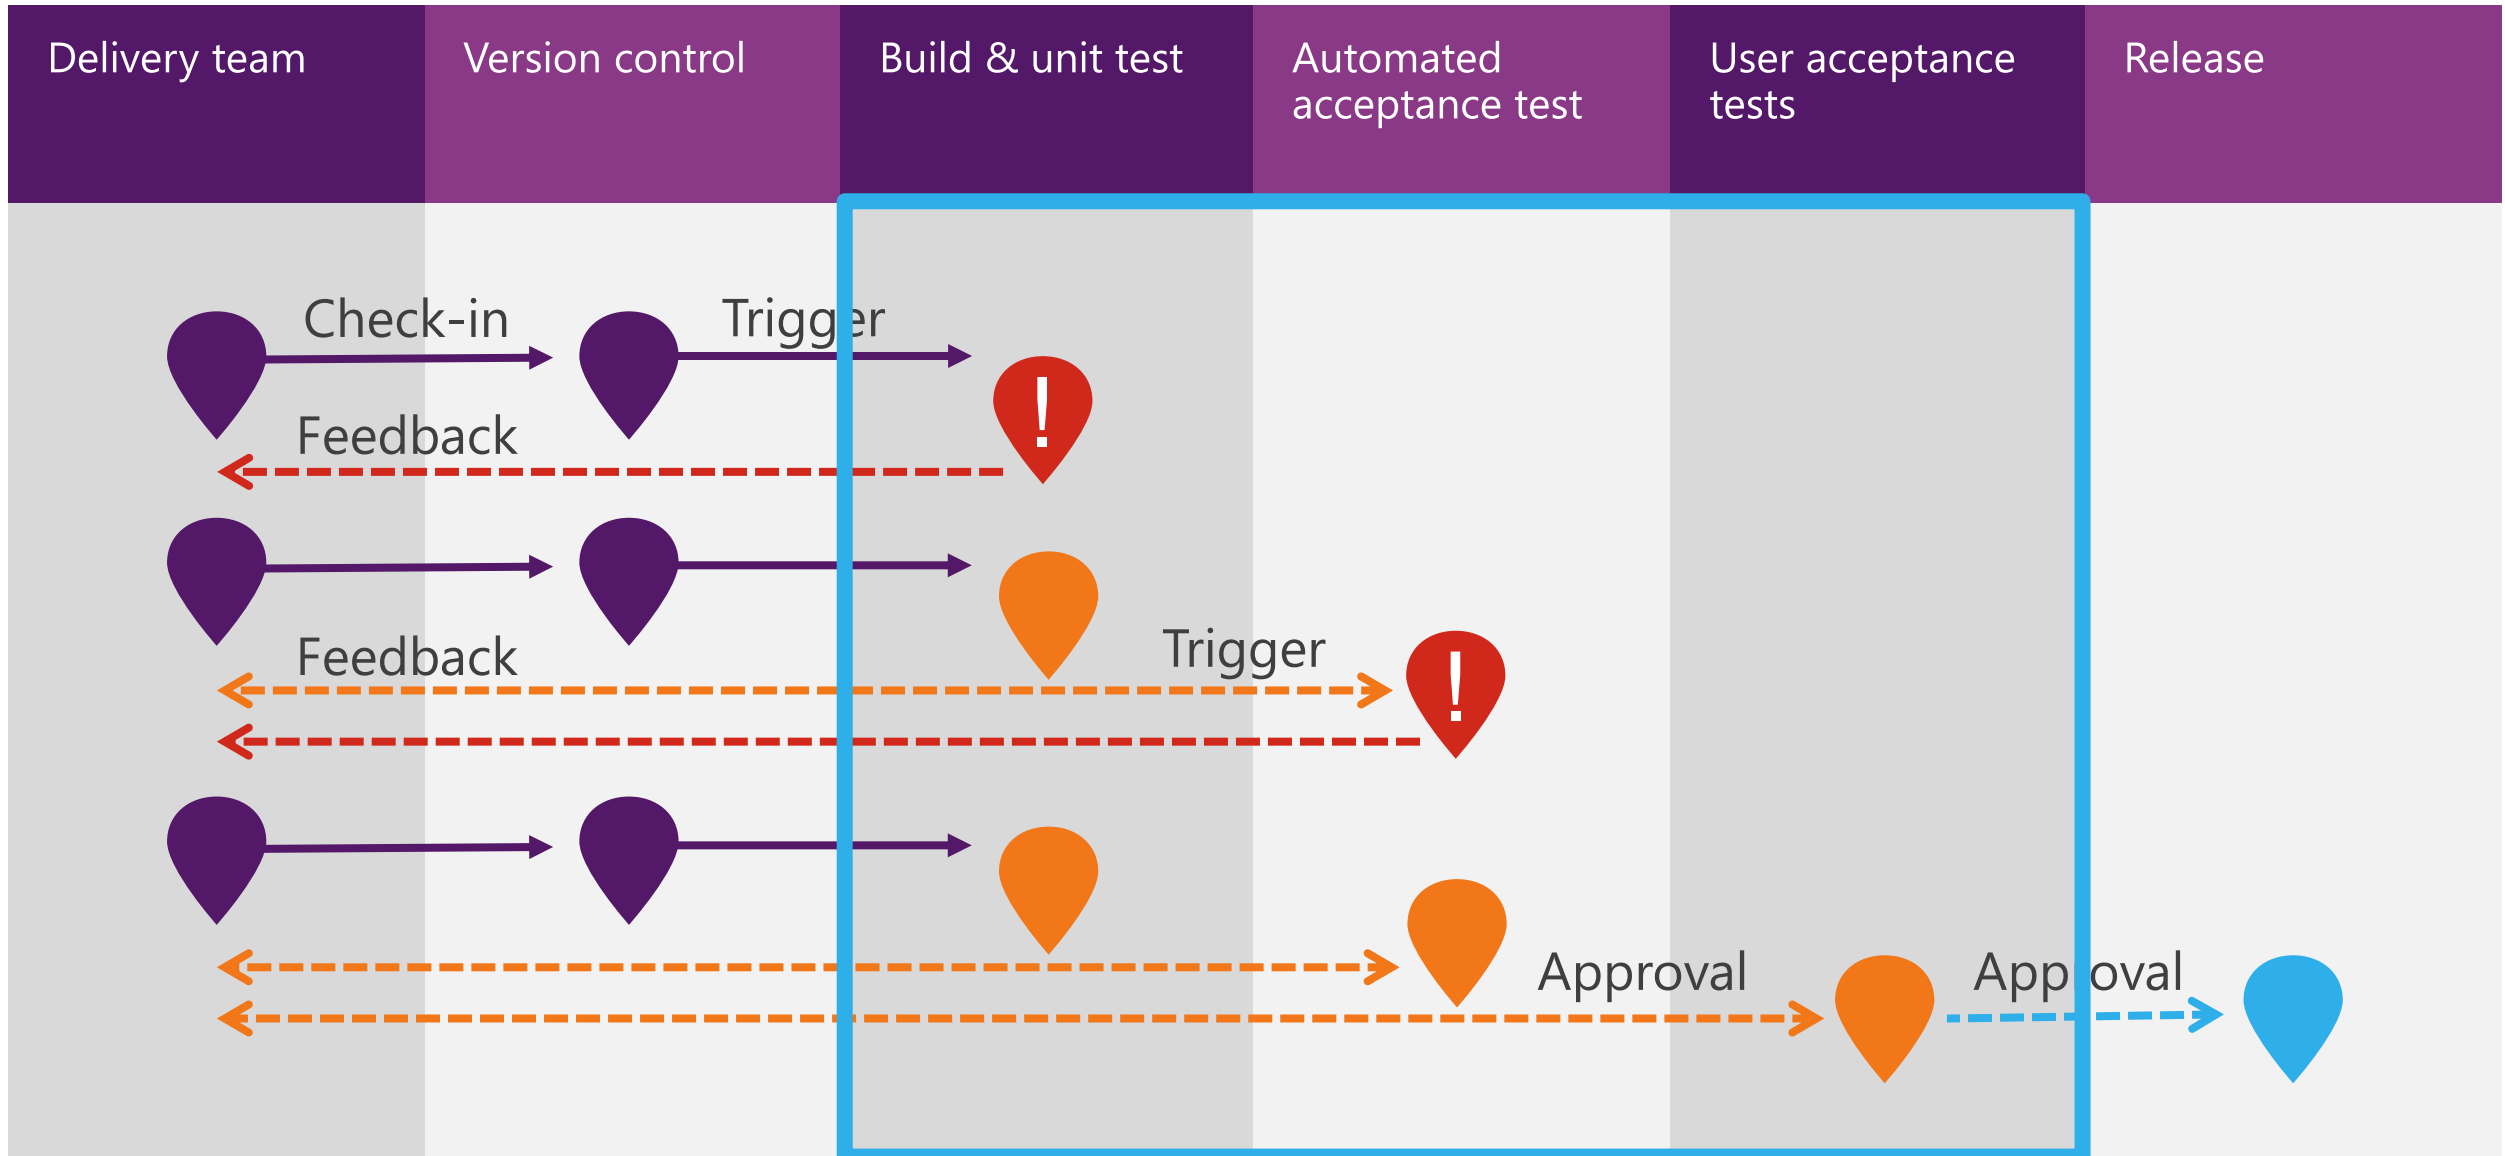 Delivery team
Version control
Build & unit test
Automated
acceptance test
User acceptance
tests
Release
Check-in
Trigger
!
Feedback
Feedback
Trigger
!
Approval
Approval